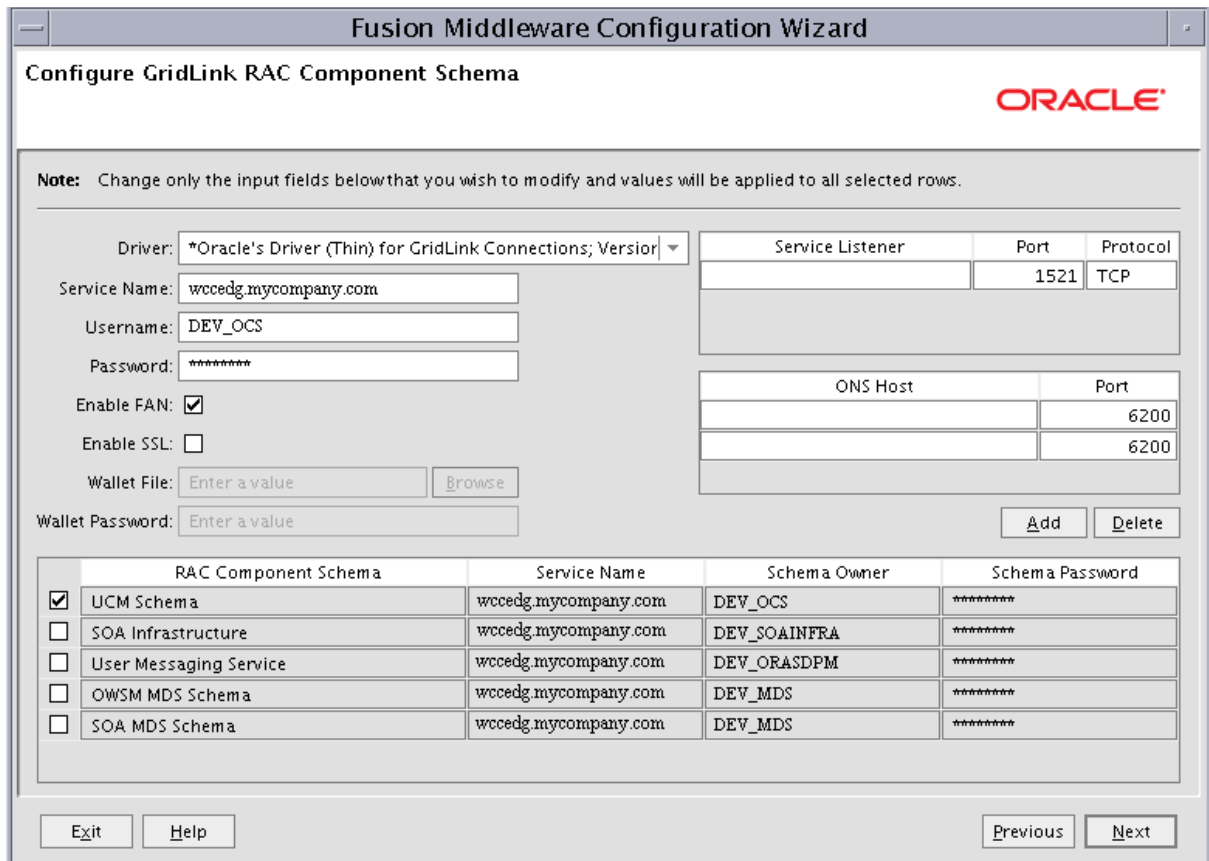 Fusion Middleware Configuration Wizard
Configure GridLink RAC Component Schema
ORACLE
Note: Change only the input fields below that you wish to modify and values will be applied to all selected rows.
Driver: *Oracle's Driver (Thin) for GridLink Connections; Version
Service Name: wccedg.mycompany.com
Username: DEV_OCS
Password: ********
Enable FAN:
Enable SSL:
Wallet File: Enter a value Browse
Wallet Password: Enter a value
Service Listener Port Protocol
1521 TCP
ONS Host Port
6200
6200
Add Delete
RAC Component Schema Service Name Schema Owner Schema Password
UCM Schema wccedg.mycompany.com DEV_OCS ********
SOA Infrastructure wccedg.mycompany.com DEV_SOAINFRA ********
User Messaging Service wccedg.mycompany.com DEV_ORASDPM ********
OWSM MDS Schema wccedg.mycompany.com DEV_MDS ********
SOA MDS Schema wccedg.mycompany.com DEV_MDS ********
Exit Help Previous Next